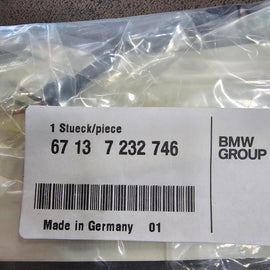 1 Stueck/piece
67 13 7 232 746
BMW
GROUP
Made in Germany 01